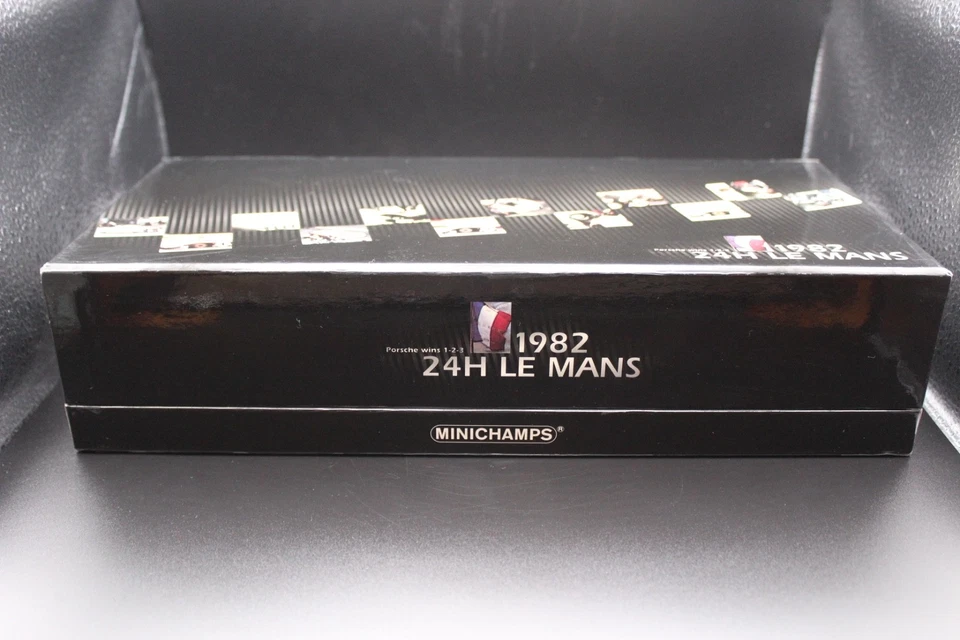 1982
24H LE MANS
Porsche wins 1-2-3 1982
24H LE MANS
MINICHAMPS®